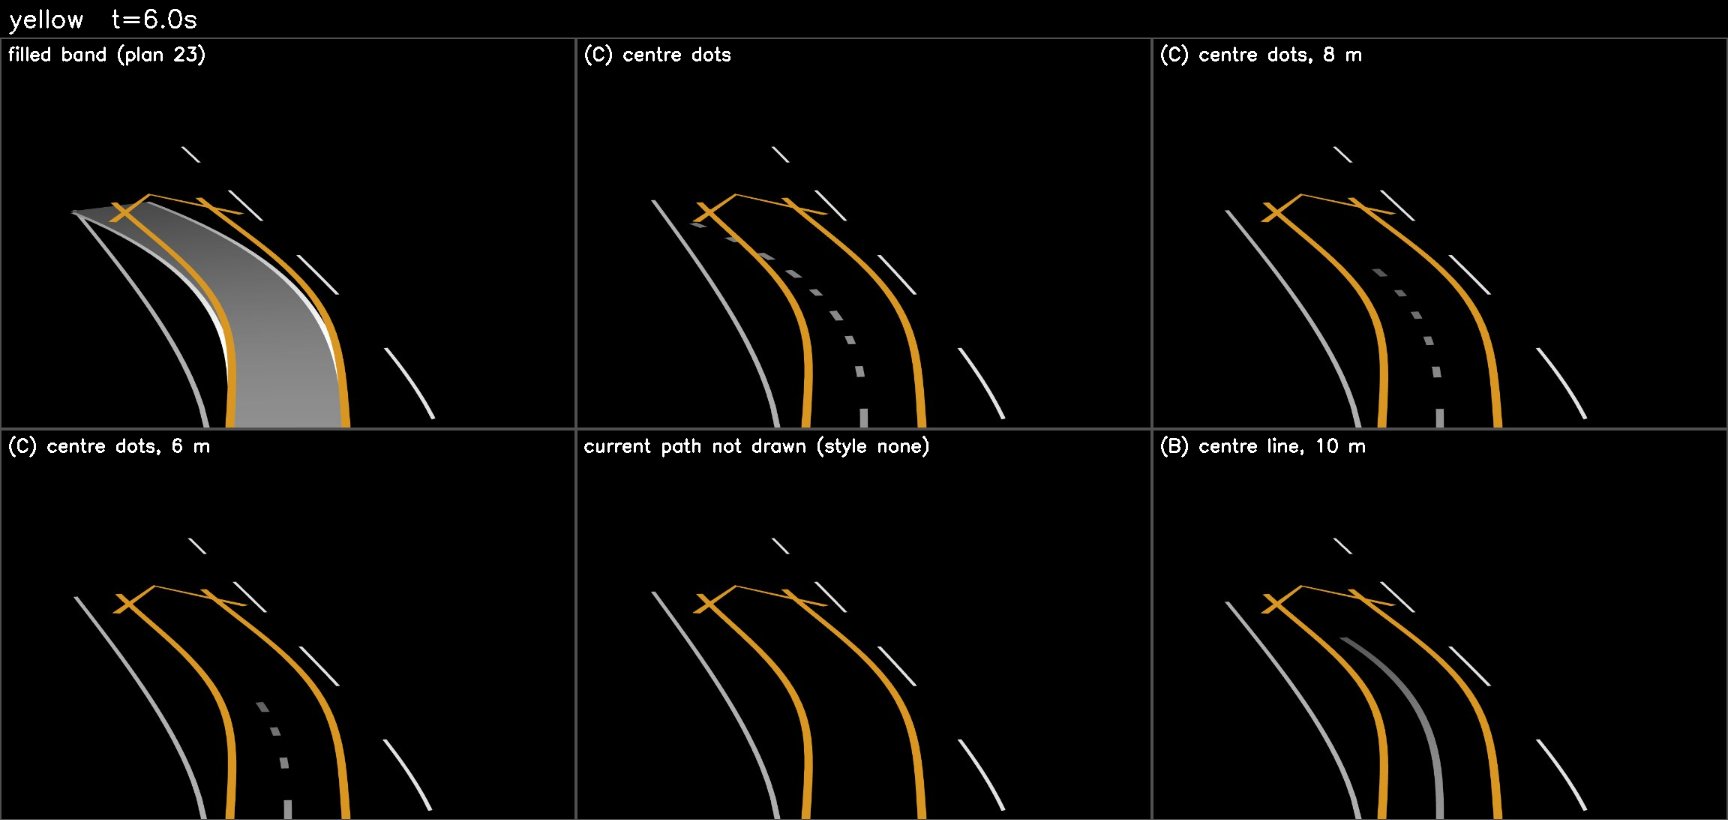 yellow t=6.0s
filled band (plan 23)
(C) centre dots
(C) centre dots, 8 m
(C) centre dots, 6 m
current path not drawn (style none)
(B) centre line, 10 m